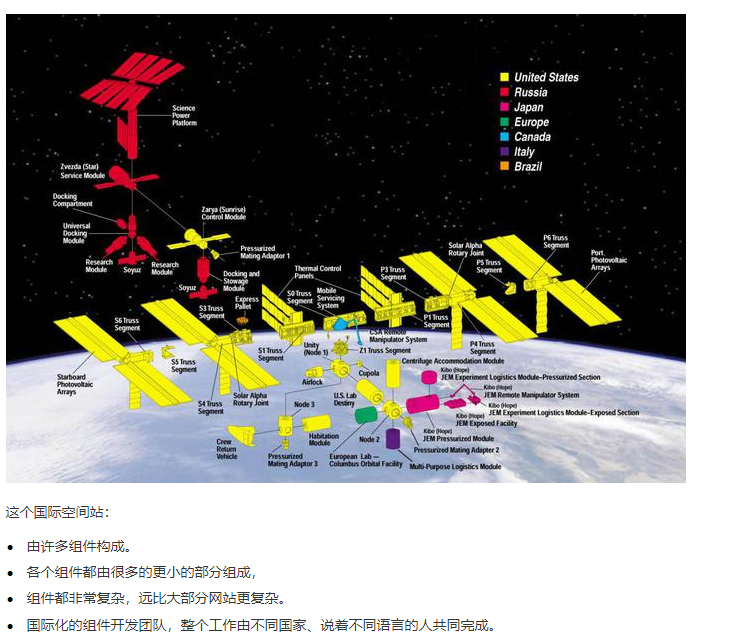 United States
Russia
Japan
Europe
Canada
Italy
Brazil
Science
Power
Platform
Zvezda (Star)
Service Module
Docking
Compartment
Universal
Docking
Module
Research
Module
Soyuz
Research
Module
Zarya (Sunrise)
Control Module
Pressurized
Mating Adaptor 1
Docking and
Stowage
Module
Soyuz
Thermal Control
Panels
S0 Truss
Segment
Mobile
Servicing
System
P3 Truss
Segment
Solar Alpha
Rotary Joint
P5 Truss
Segment
P6 Truss
Segment
Port
Photovoltaic
Arrays
Express
Pallet
S3 Truss
Segment
S6 Truss
Segment
S5 Truss
Segment
Starboard
Photovoltaic
Arrays
S4 Truss
Segment
Solar Alpha
Rotary Joint
S1 Truss
Segment
Unity
(Node 1)
CSA Remote
Manipulator System
Z1 Truss Segment
P1 Truss
Segment
P4 Truss
Segment
Centrifuge Accommodation Module
Kibo (Hope)
JEM Experiment Logistics Module–Pressurized Section
Kibo (Hope)
JEM Remote Manipulator System
Kibo (Hope)
JEM Experiment Logistics Module–Exposed Section
Kibo (Hope)
JEM Exposed Facility
Kibo (Hope)
JEM Pressurized Module
Pressurized Mating Adaptor 2
Multi-Purpose Logistics Module
Cupola
Airlock
U.S. Lab
Destiny
Node 3
Habitation
Module
Node 2
European Lab —
Columbus Orbital Facility
Crew
Return
Vehicle
Pressurized
Mating Adaptor 3
这个国际空间站：
由许多组件构成。
各个组件都由很多的更小的部分组成，
组件都非常复杂，远比大部分网站更复杂。
国际化的组件开发团队，整个工作由不同国家、说着不同语言的人共同完成。